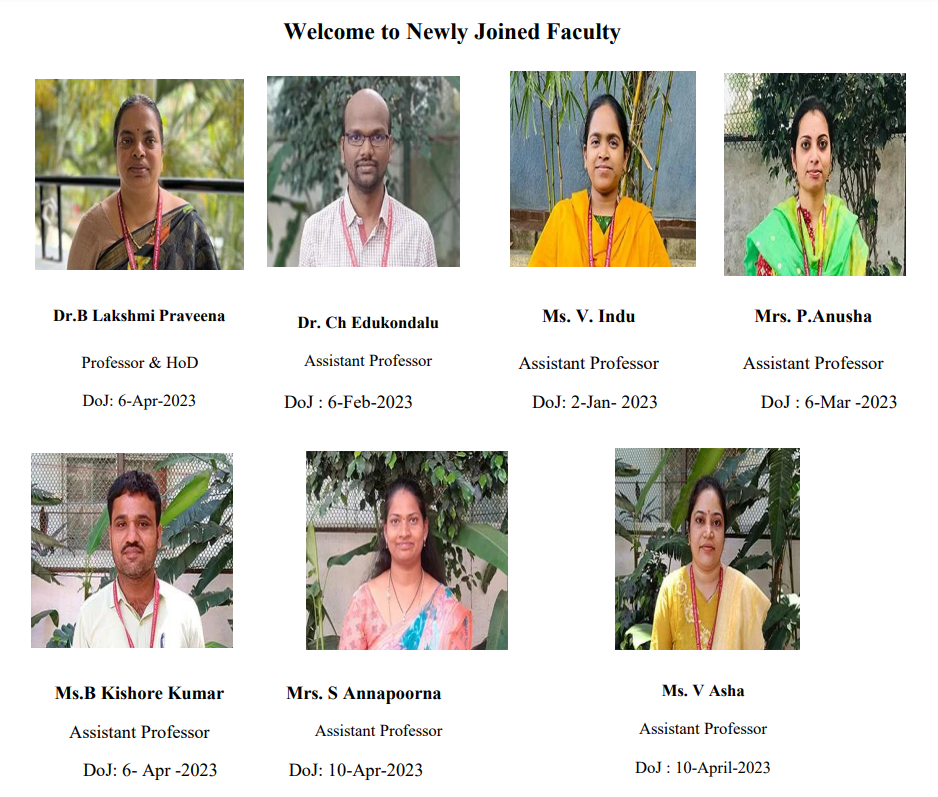 Welcome to Newly Joined Faculty
Dr.B Lakshmi Praveena
Professor & HoD
DoJ: 6-Apr-2023
Dr. Ch Edukondalu
Assistant Professor
DoJ : 6-Feb-2023
Ms. V. Indu
Assistant Professor
DoJ: 2-Jan- 2023
Mrs. P.Anusha
Assistant Professor
DoJ : 6-Mar -2023
Ms.B Kishore Kumar
Assistant Professor
DoJ: 6- Apr -2023
Mrs. S Annapoorna
Assistant Professor
DoJ: 10-Apr-2023
Ms. V Asha
Assistant Professor
DoJ : 10-April-2023